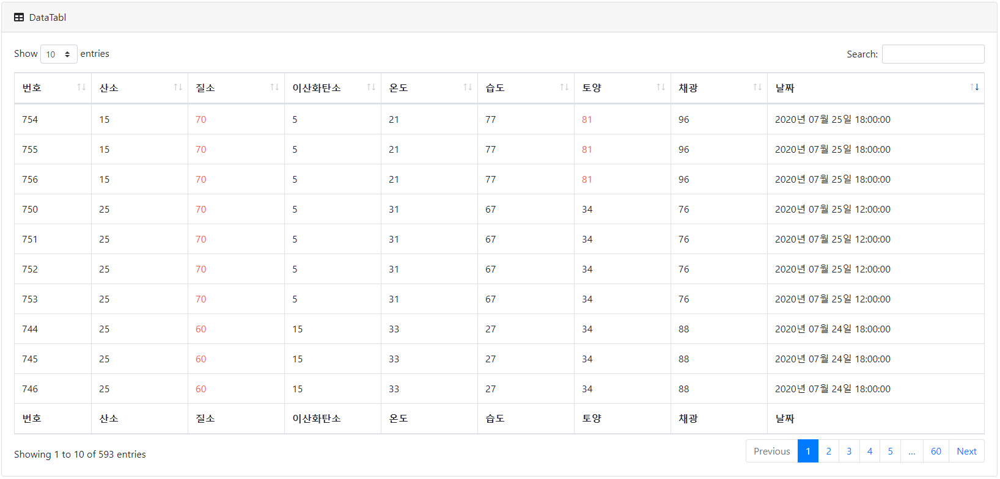 DataTabl
Show 10 entries Search:
번호 산소 질소 이산화탄소 온도 습도 토양 채광 날짜
754 15 70 5 21 77 81 96 2020년 07월 25일 18:00:00
755 15 70 5 21 77 81 96 2020년 07월 25일 18:00:00
756 15 70 5 21 77 81 96 2020년 07월 25일 18:00:00
750 25 70 5 31 67 34 76 2020년 07월 25일 12:00:00
751 25 70 5 31 67 34 76 2020년 07월 25일 12:00:00
752 25 70 5 31 67 34 76 2020년 07월 25일 12:00:00
753 25 70 5 31 67 34 76 2020년 07월 25일 12:00:00
744 25 60 15 33 27 34 88 2020년 07월 24일 18:00:00
745 25 60 15 33 27 34 88 2020년 07월 24일 18:00:00
746 25 60 15 33 27 34 88 2020년 07월 24일 18:00:00
번호 산소 질소 이산화탄소 온도 습도 토양 채광 날짜
Showing 1 to 10 of 593 entries Previous 1 2 3 4 5 ... 60 Next